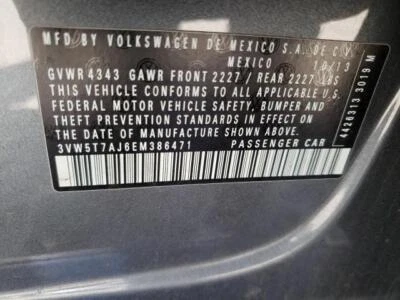 MFD BY VOLKSWAGEN DE MEXICO S.A. DE C.V.
MEXICO 10/13
GVWR 4343 GAWR FRONT 2227 / REAR 2227 LBS
THIS VEHICLE CONFORMS TO ALL APPLICABLE U.S.
FEDERAL MOTOR VEHICLE SAFETY, BUMPER AND
THEFT PREVENTION STANDARDS IN EFFECT ON THE
DATE OF MANUFACTURE SHOWN ABOVE
3VW5T7AJ6EM386471 PASSENGER CAR
4426313 3019 M